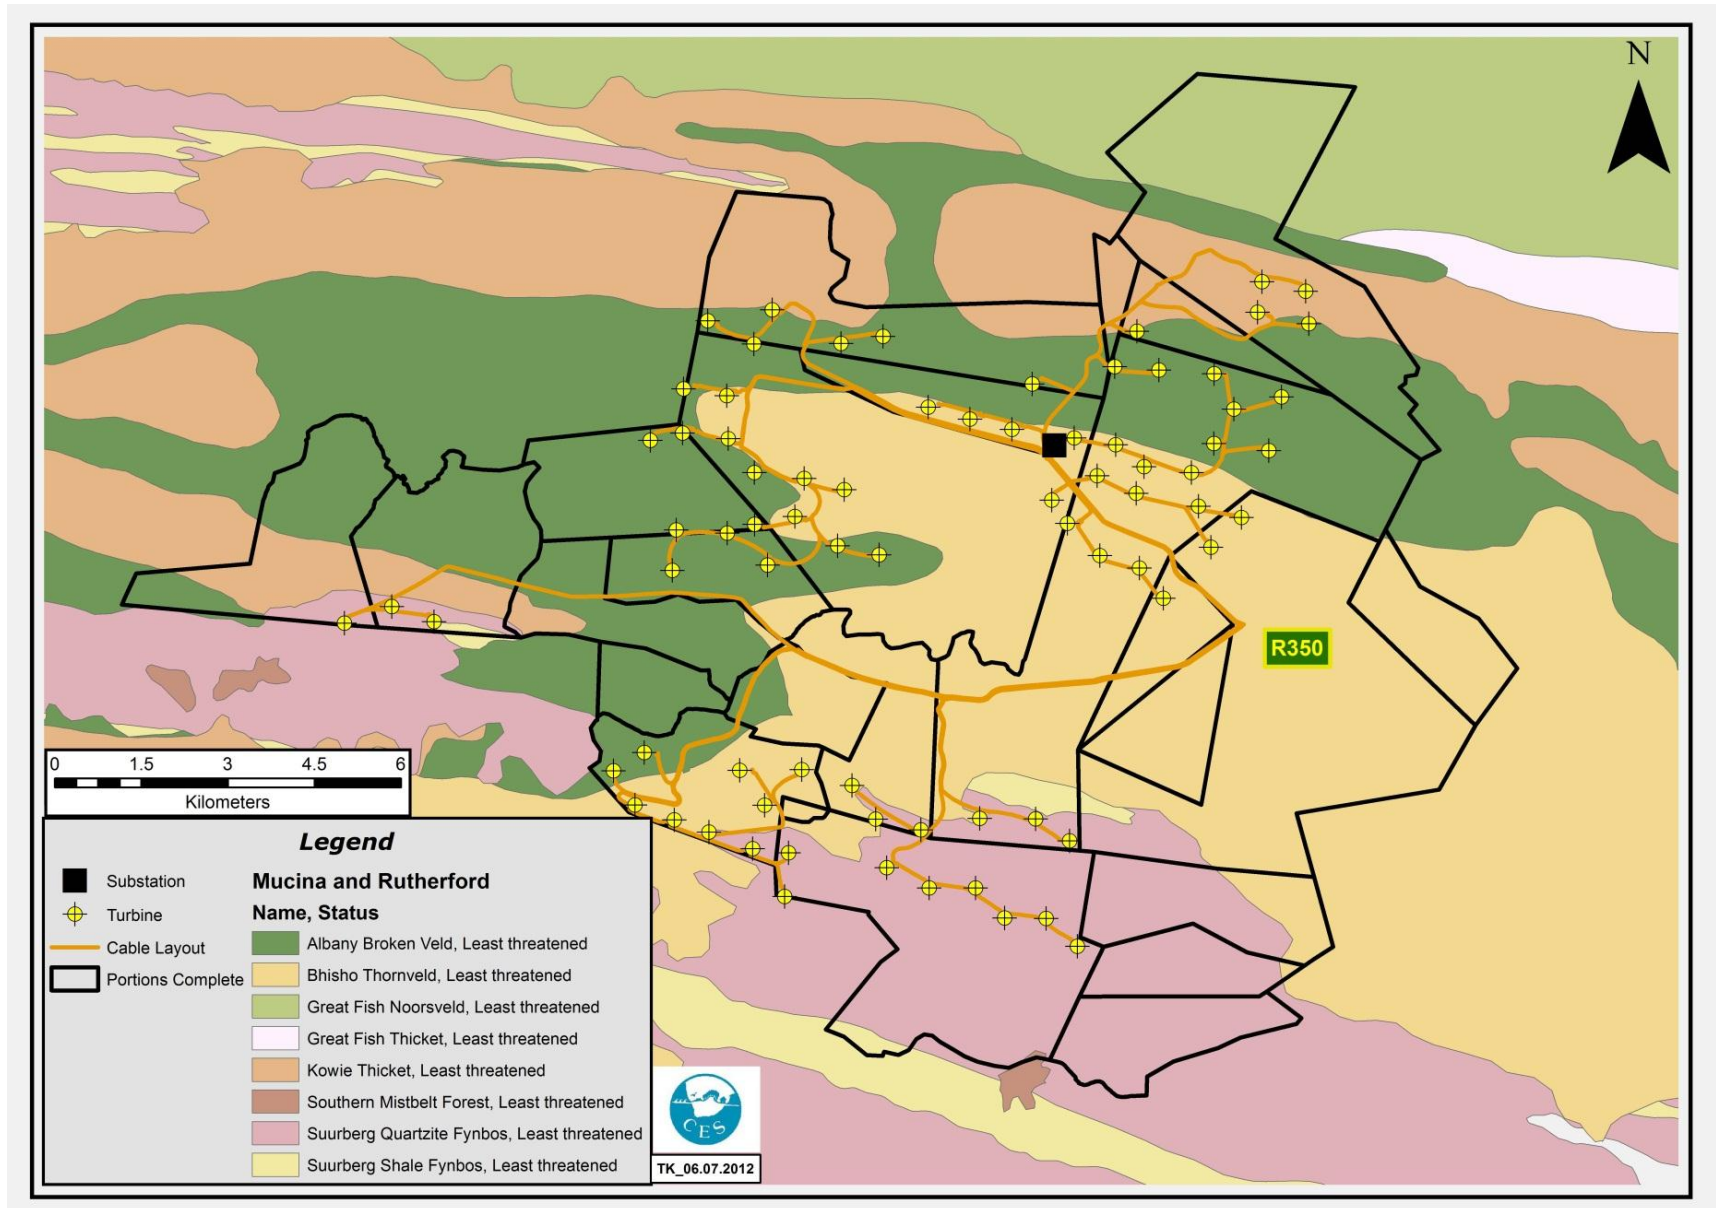 N
R350
0 1.5 3 4.5 6
Kilometers
Legend
Substation
Turbine
Cable Layout
Portions Complete
Mucina and Rutherford
Name, Status
Albany Broken Veld, Least threatened
Bhisho Thornveld, Least threatened
Great Fish Noorsveld, Least threatened
Great Fish Thicket, Least threatened
Kowie Thicket, Least threatened
Southern Mistbelt Forest, Least threatened
Suurberg Quartzite Fynbos, Least threatened
Suurberg Shale Fynbos, Least threatened
CES
TK_06.07.2012